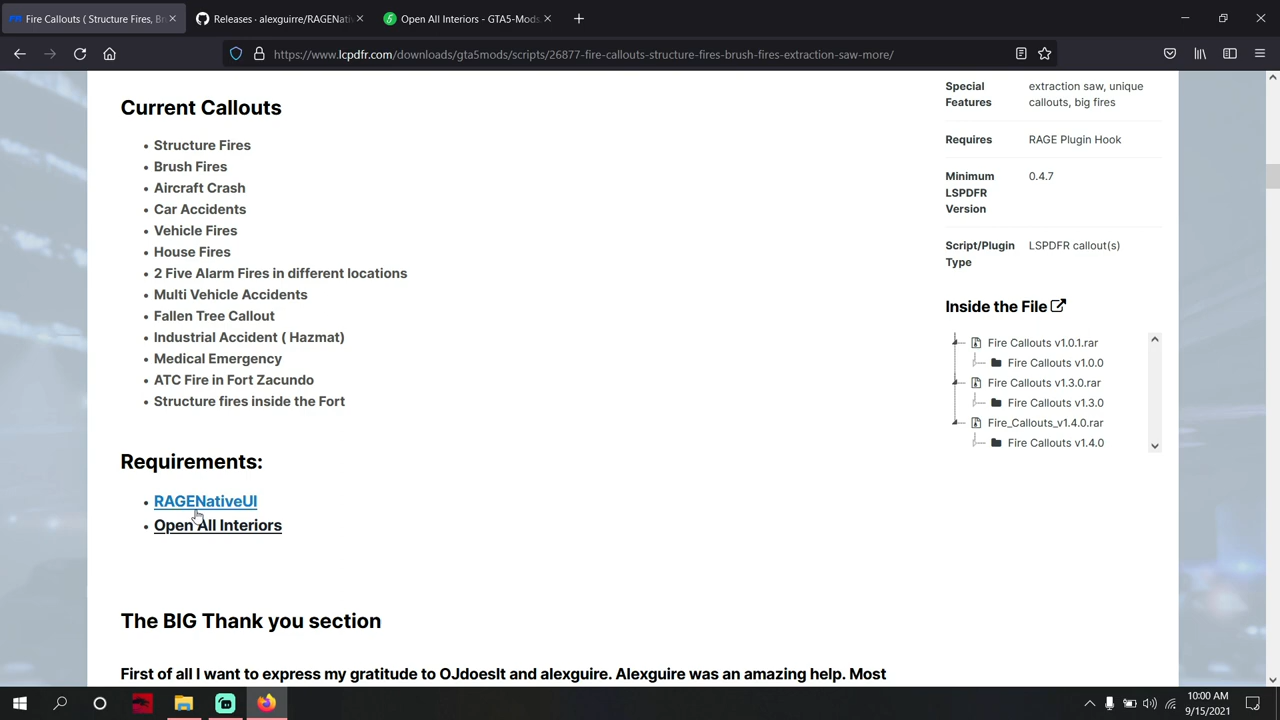 Fire Callouts ( Structure Fires, Br
Releases · alexguirre/RAGENativ
Open All Interiors - GTA5-Mods.
https://www.lcpdfr.com/downloads/gta5mods/scripts/26877-fire-callouts-structure-fires-brush-fires-extraction-saw-more/
Current Callouts
Structure Fires
Brush Fires
Aircraft Crash
Car Accidents
Vehicle Fires
House Fires
2 Five Alarm Fires in different locations
Multi Vehicle Accidents
Fallen Tree Callout
Industrial Accident ( Hazmat)
Medical Emergency
ATC Fire in Fort Zacundo
Structure fires inside the Fort
Requirements:
RAGENativeUI
Open All Interiors
The BIG Thank you section
First of all I want to express my gratitude to OJdoesIt and alexguire. Alexguire was an amazing help. Most
Special Features
extraction saw, unique
callouts, big fires
Requires
RAGE Plugin Hook
Minimum
LSPDFR
Version
0.4.7
Script/Plugin
Type
LSPDFR callout(s)
Inside the File
Fire Callouts v1.0.1.rar
Fire Callouts v1.0.0
Fire Callouts v1.3.0.rar
Fire Callouts v1.3.0
Fire_Callouts_v1.4.0.rar
Fire Callouts v1.4.0
10:00 AM
9/15/2021